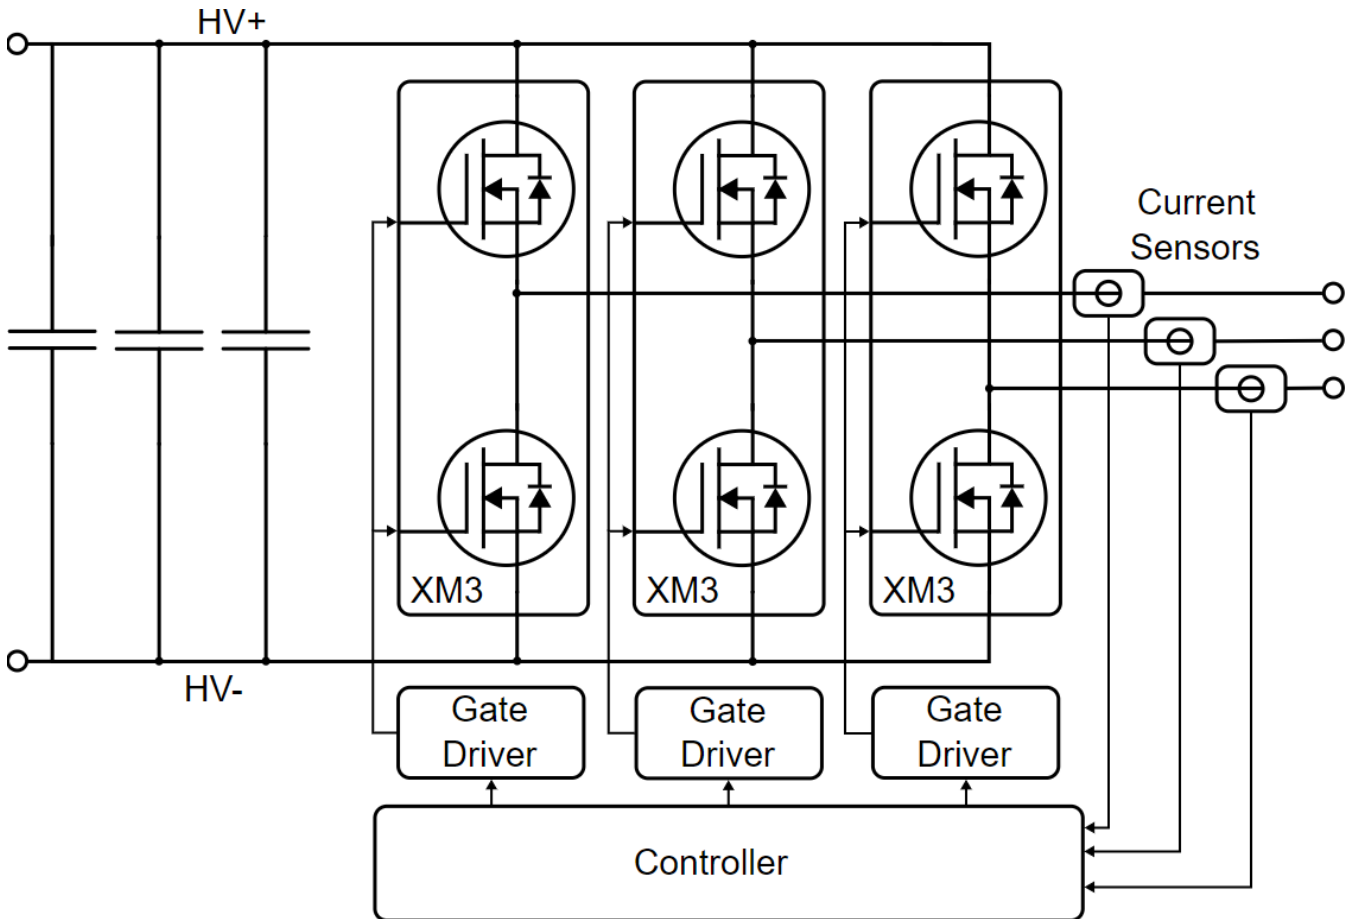 HV+
Current
Sensors
XM3
XM3
XM3
HV-
Gate
Driver
Gate
Driver
Gate
Driver
Controller